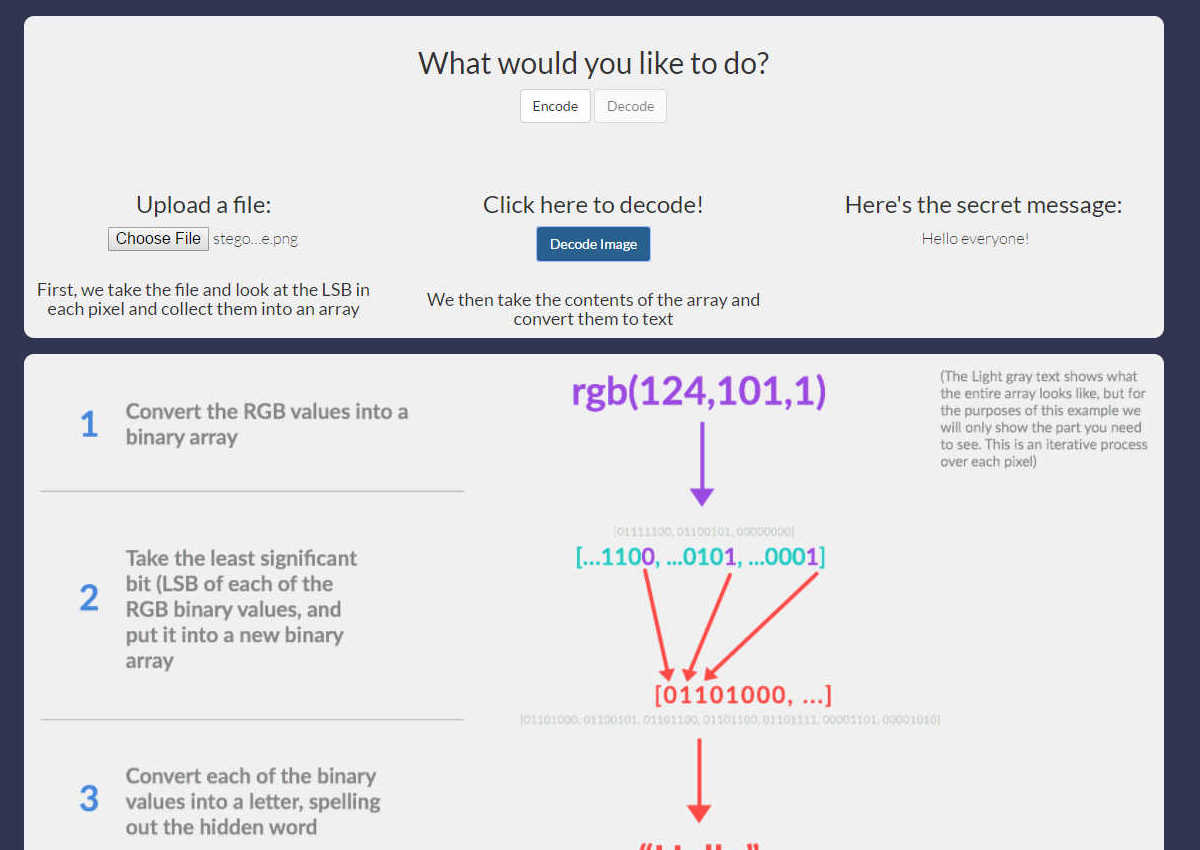 What would you like to do?
Encode Decode
Upload a file:
Choose File stego...e.png
First, we take the file and look at the LSB in
each pixel and collect them into an array
Click here to decode!
Decode Image
We then take the contents of the array and
convert them to text
Here's the secret message:
Hello everyone!
1
Convert the RGB values into a
binary array
rgb(124,101,1)
(The Light gray text shows what
the entire array looks like, but for
the purposes of this example we
will only show the part you need
to see. This is an iterative process
over each pixel)
2
Take the least significant
bit (LSB of each of the
RGB binary values, and
put it into a new binary
array
[01111100, 01100101, 00000000]
[...1100, ...0101, ...0001]
[01101000, ...]
[01101000, 01100101, 01101100, 01101100, 01101111, 00001101, 00001010]
3
Convert each of the binary
values into a letter, spelling
out the hidden word